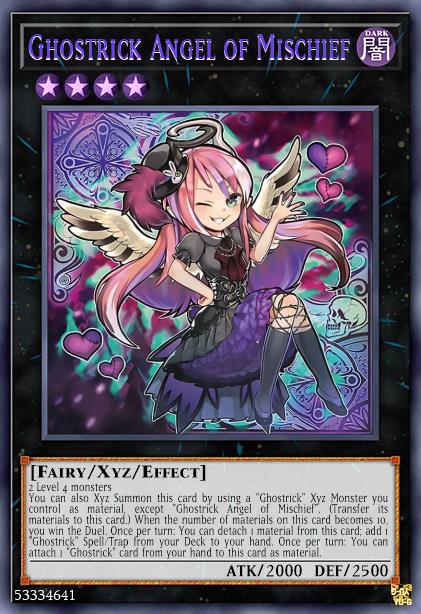 Ghostrick Angel of Mischief
DARK
闇
[Fairy/Xyz/Effect]
2 Level 4 monsters
You can also Xyz Summon this card by using a "Ghostrick" Xyz Monster you
control as material, except "Ghostrick Angel of Mischief". (Transfer its
materials to this card.) When the number of materials on this card becomes 10,
you win the Duel. Once per turn: You can detach 1 material from this card; add 1
"Ghostrick" Spell/Trap from your Deck to your hand. Once per turn: You can
attach 1 "Ghostrick" card from your hand to this card as material.
ATK/2000 DEF/2500
53334641